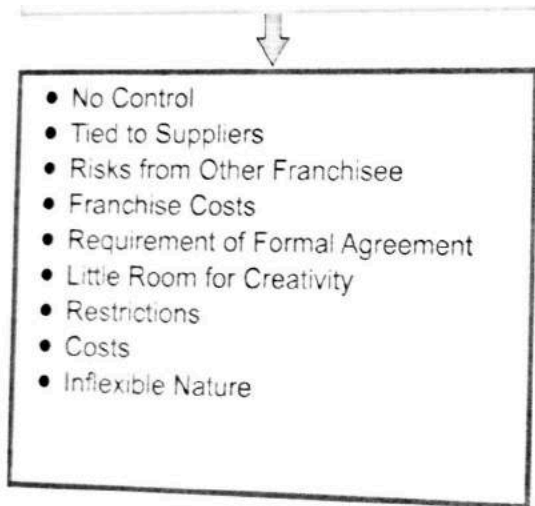 • No Control
• Tied to Suppliers
• Risks from Other Franchisee
• Franchise Costs
• Requirement of Formal Agreement
• Little Room for Creativity
• Restrictions
• Costs
• Inflexible Nature